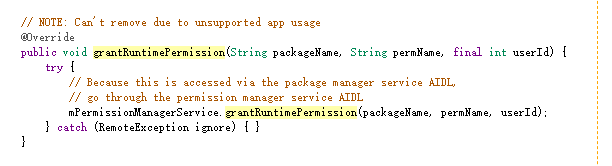 // NOTE: Can't remove due to unsupported app usage
@Override
public void grantRuntimePermission(String packageName, String permName, final int userId) {
try {
// Because this is accessed via the package manager service AIDL,
// go through the permission manager service AIDL
mPermissionManagerService.grantRuntimePermission(packageName, permName, userId);
} catch (RemoteException ignore) { }
}